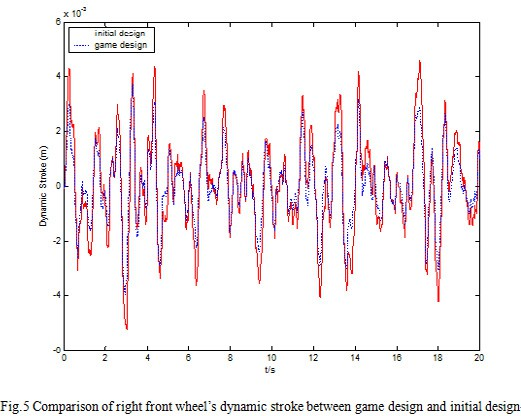 6 x 10
-3
initial design
game design
4
2
0
-2
-4
-6
Dynamic Stroke (m)
0 2 4 6 8 10 12 14 16 18 20
t/s
Fig.5 Comparison of right front wheel’s dynamic stroke between game design and initial design